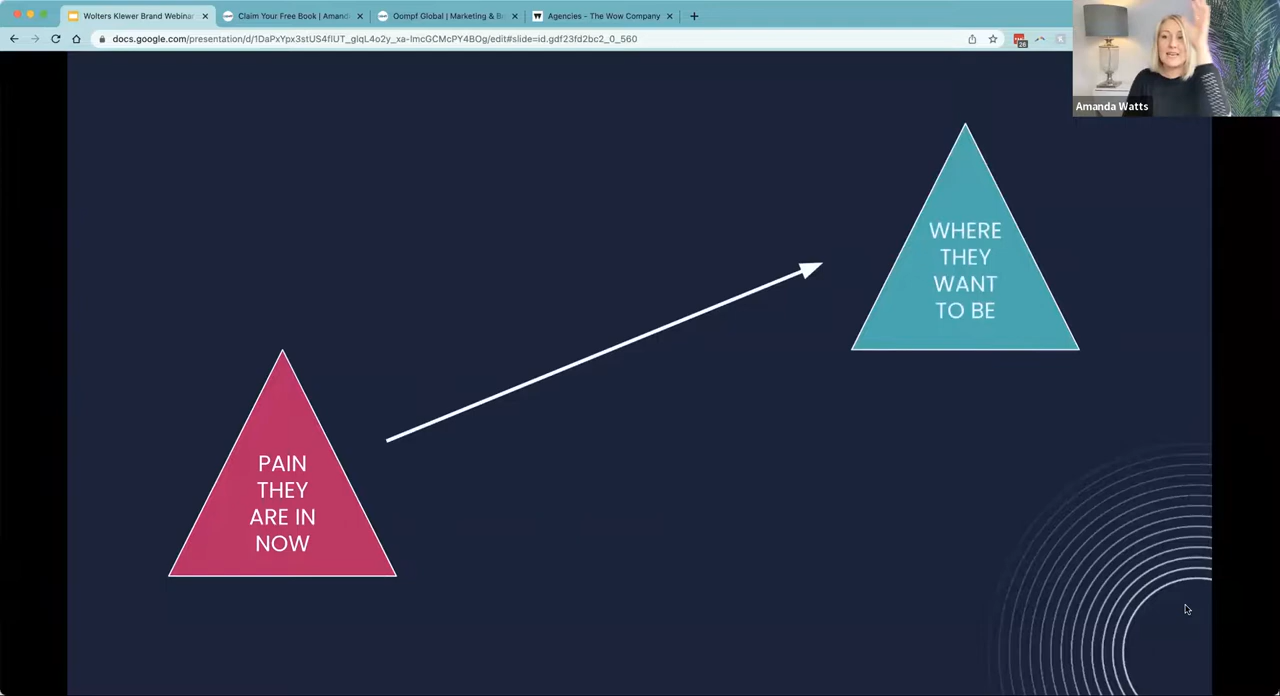 Wolters Klewer Brand Webinar
Claim Your Free Book | Amand
Oompf Global | Marketing & B
Agencies - The Wow Company
docs.google.com/presentation/d/1DaPxYpx3stUS4flUT_giqL4o2y_xa-ImcGCMcPY4BOg/edit#slide=id.gdf23fd2bc2_0_560
Amanda Watts
WHERE
THEY
WANT
TO BE
PAIN
THEY
ARE IN
NOW